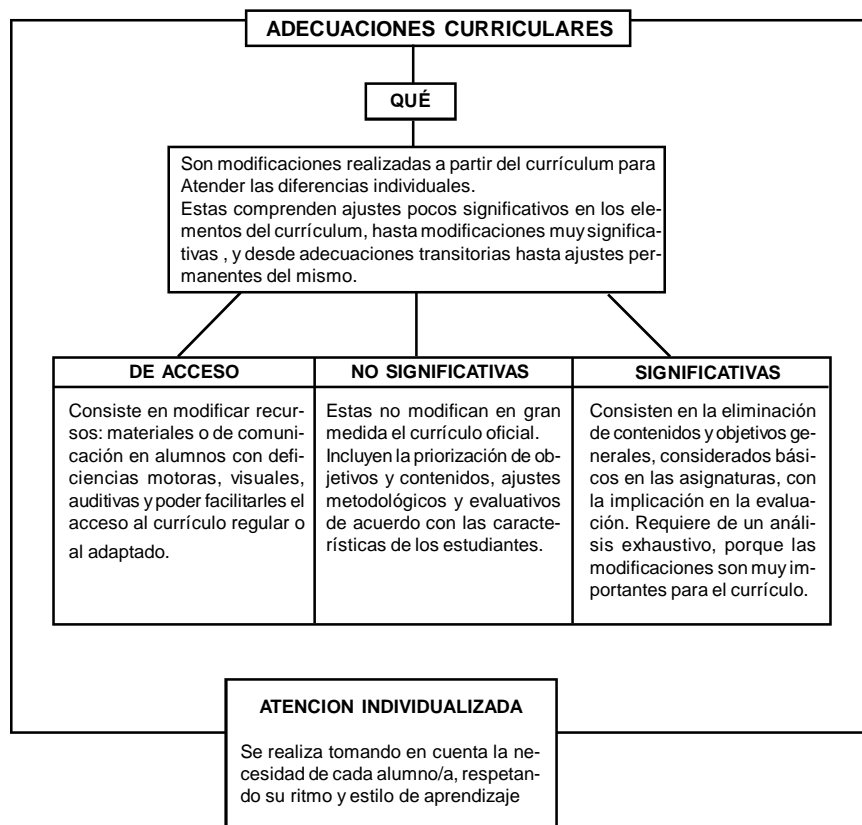 ADECUACIONES CURRICULARES
QUÉ
Son modificaciones realizadas a partir del currículum para
Atender las diferencias individuales.
Estas comprenden ajustes pocos significativos en los ele-
mentos del currículum, hasta modificaciones muy significa-
tivas , y desde adecuaciones transitorias hasta ajustes per-
manentes del mismo.
DE ACCESO
Consiste en modificar recur-
sos: materiales o de comuni-
cación en alumnos con defi-
ciencias motoras, visuales,
auditivas y poder facilitarles el
acceso al currículo regular o
al adaptado.
NO SIGNIFICATIVAS
Estas no modifican en gran
medida el currículo oficial.
Incluyen la priorización de ob-
jetivos y contenidos, ajustes
metodológicos y evaluativos
de acuerdo con las caracte-
rísticas de los estudiantes.
SIGNIFICATIVAS
Consisten en la eliminación
de contenidos y objetivos ge-
nerales, considerados bási-
cos en las asignaturas, con
la implicación en la evalua-
ción. Requiere de un análi-
sis exhaustivo, porque las
modificaciones son muy im-
portantes para el currículo.
ATENCION INDIVIDUALIZADA
Se realiza tomando en cuenta la ne-
cesidad de cada alumno/a, respetan-
do su ritmo y estilo de aprendizaje